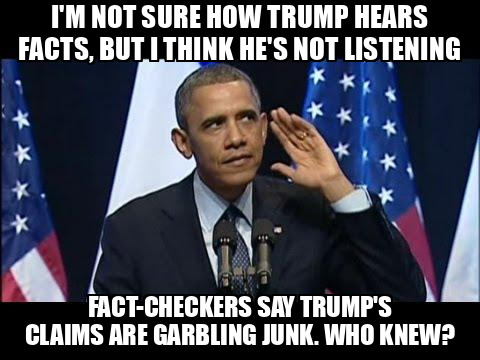 I'M NOT SURE HOW TRUMP HEARS
FACTS, BUT I THINK HE'S NOT LISTENING
FACT-CHECKERS SAY TRUMP'S
CLAIMS ARE GARBLING JUNK. WHO KNEW?